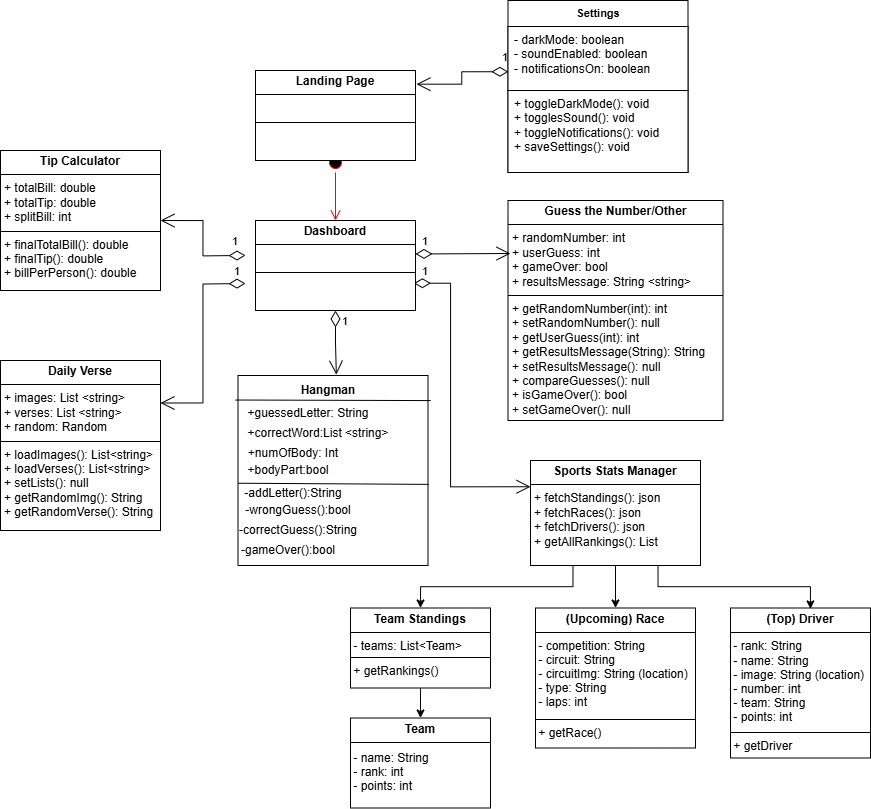 Settings
- darkMode: boolean
- soundEnabled: boolean
- notificationsOn: boolean
+ toggleDarkMode(): void
+ togglesSound(): void
+ toggleNotifications(): void
+ saveSettings(): void
1
Landing Page
Tip Calculator
+ totalBill: double
+ totalTip: double
+ splitBill: int
+ finalTotalBill(): double
+ finalTip(): double
+ billPerPerson(): double
Dashboard
1
1
1
1
1
Guess the Number/Other
+ randomNumber: int
+ userGuess: int
+ gameOver: bool
+ resultsMessage: String <string>
+ getRandomNumber(int): int
+ setRandomNumber(): null
+ getUserGuess(int): int
+ getResultsMessage(String): String
+ setResultsMessage(): null
+ compareGuesses(): null
+ isGameOver(): bool
+ setGameOver(): null
Daily Verse
+ images: List <string>
+ verses: List <string>
+ random: Random
+ loadImages(): List<string>
+ loadVerses(): List<string>
+ setLists(): null
+ getRandomImg(): String
+ getRandomVerse(): String
Hangman
+guessedLetter: String
+correctWord:List <string>
+numOfBody: Int
+bodyPart:bool
-addLetter():String
-wrongGuess():bool
-correctGuess():String
-gameOver():bool
Sports Stats Manager
+ fetchStandings(): json
+ fetchRaces(): json
+ fetchDrivers(): json
+ getAllRankings(): List
Team Standings
- teams: List<Team>
+ getRankings()
(Upcoming) Race
- competition: String
- circuit: String
- circuitImg: String (location)
- type: String
- laps: int
+ getRace()
(Top) Driver
- rank: String
- name: String
- image: String (location)
- number: int
- team: String
- points: int
+ getDriver
Team
- name: String
- rank: int
- points: int